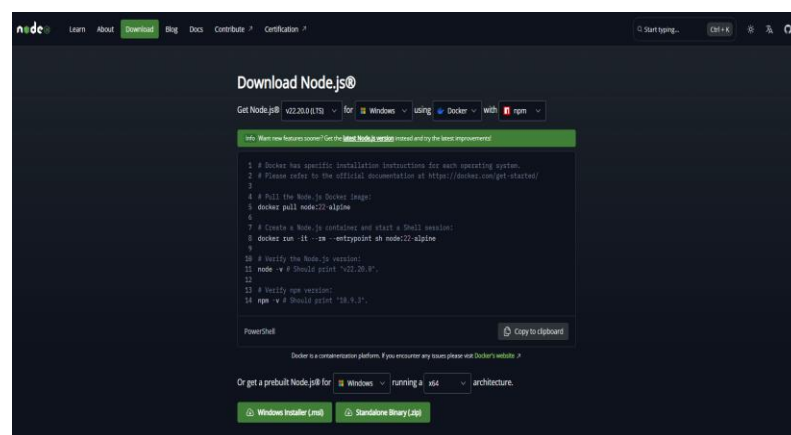 node
Learn About Download Blog Docs Contribute ↗ Certification ↗ Start typing... Ctrl + K
Download Node.js®
Get Node.js® v22.20.0 (LTS) for Windows using Docker with npm
Info Want new features sooner? Get the latest Node.js version instead and try the latest improvements!
1 # Docker has specific installation instructions for each operating system.
2 # Please refer to the official documentation at https://docker.com/get-started/
3
4 # Pull the Node.js Docker image:
5 docker pull node:22-alpine
6
7 # Create a Node.js container and start a Shell session:
8 docker run -it --rm --entrypoint sh node:22-alpine
9
10 # Verify the Node.js version:
11 node -v # Should print "v22.20.0".
12
13 # Verify npm version:
14 npm -v # Should print "10.9.3".
PowerShell Copy to clipboard
Docker is a containerization platform. If you encounter any issues please visit Docker's website ↗
Or get a prebuilt Node.js® for Windows running a x64 architecture.
Windows Installer (.msi) Standalone Binary (.zip)